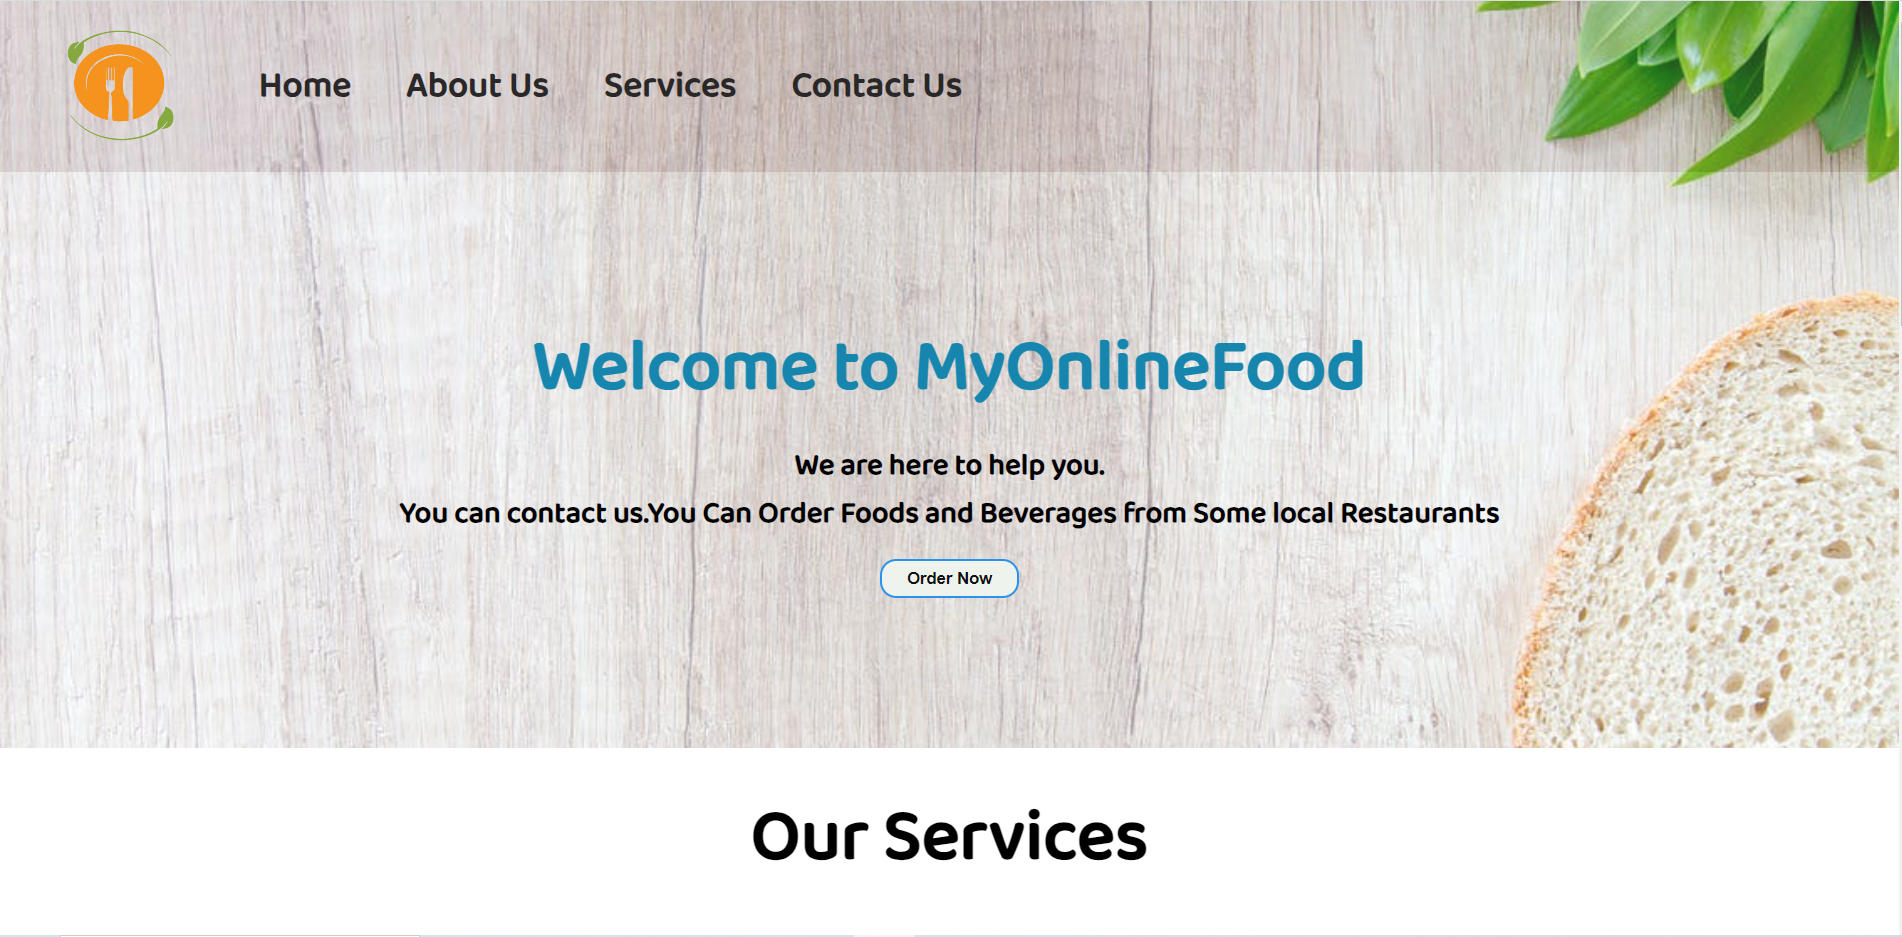 Home About Us Services Contact Us
Welcome to MyOnlineFood
We are here to help you.
You can contact us.You Can Order Foods and Beverages from Some local Restaurants
Order Now
Our Services